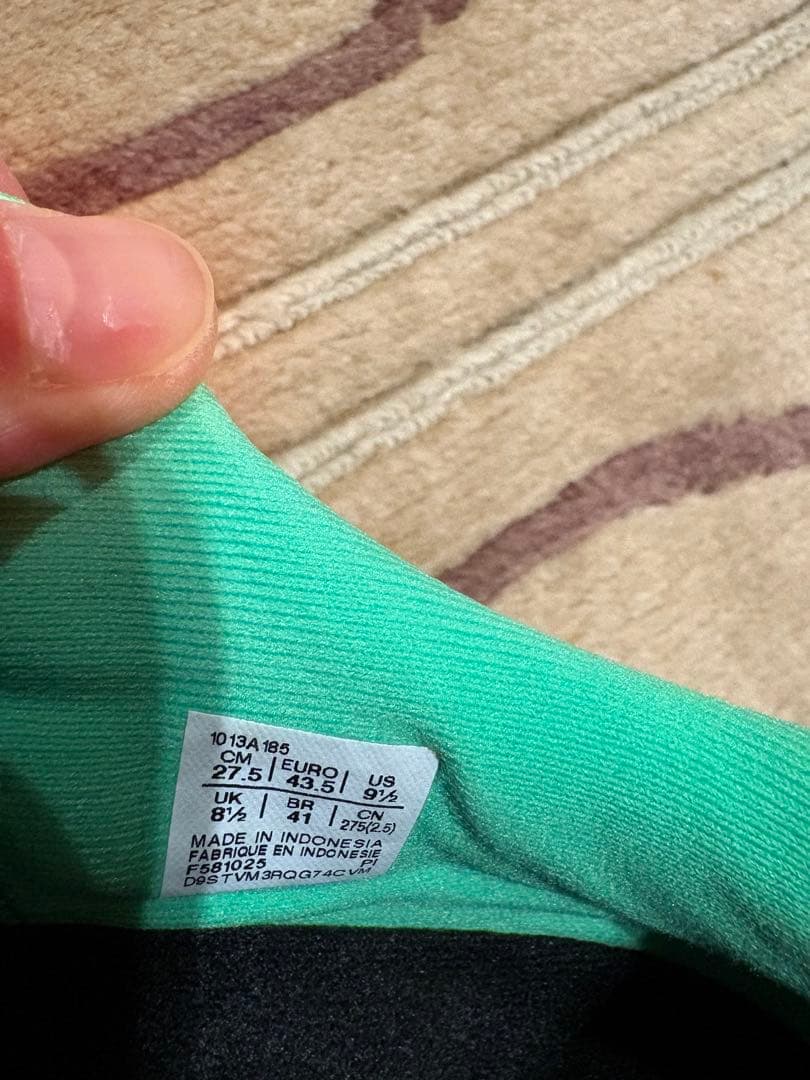 1013A185
CM 27.5 | EURO 43.5 | US 9½
UK 8½ | BR 41 | CN 275(2.5)
MADE IN INDONESIA
FABRIQUE EN INDONESIE
F581025 PI
D9STVM3RQG74CVM